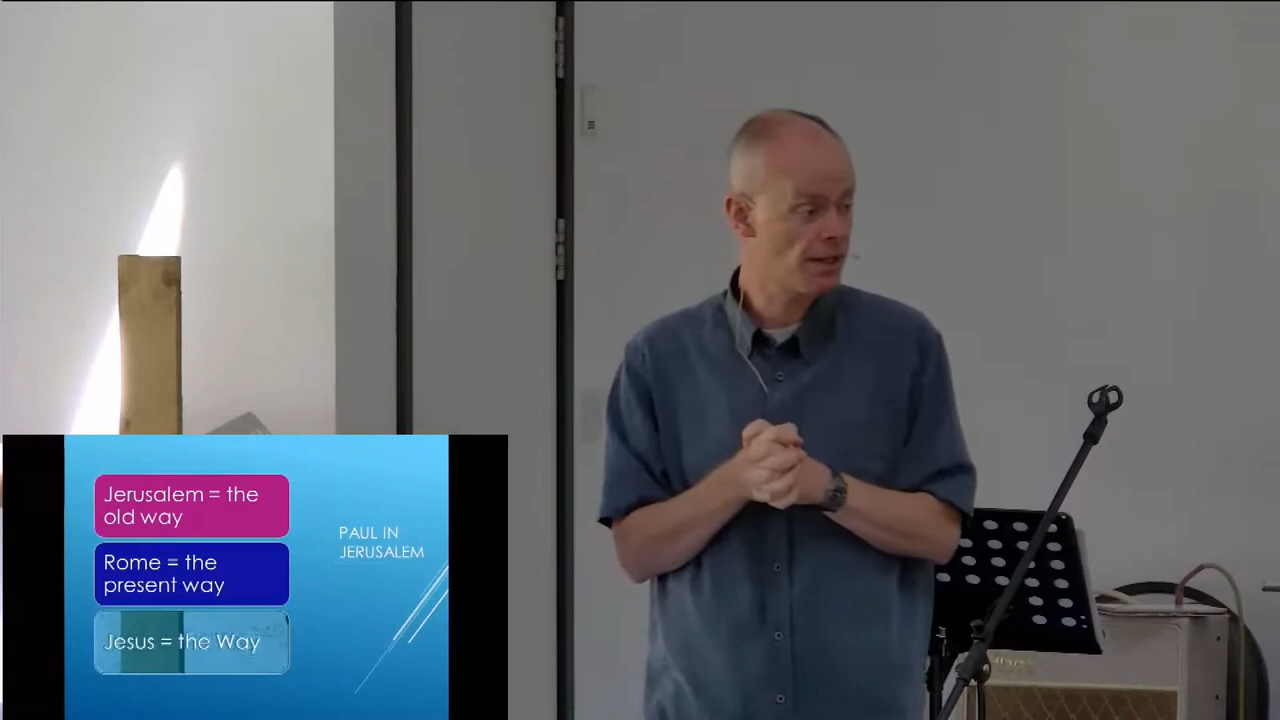 Jerusalem = the
old way
Rome = the
present way
Jesus = the Way
PAUL IN
JERUSALEM